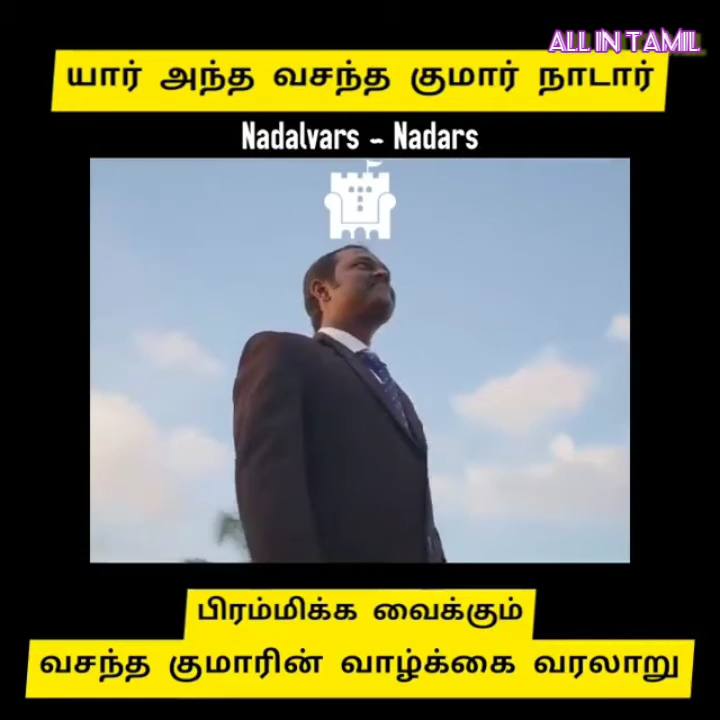 ALL IN TAMIL
யார் அந்த வசந்த குமார் நாடார்
Nadalvars - Nadars
பிரம்மிக்க வைக்கும்
வசந்த குமாரின் வாழ்க்கை வரலாறு